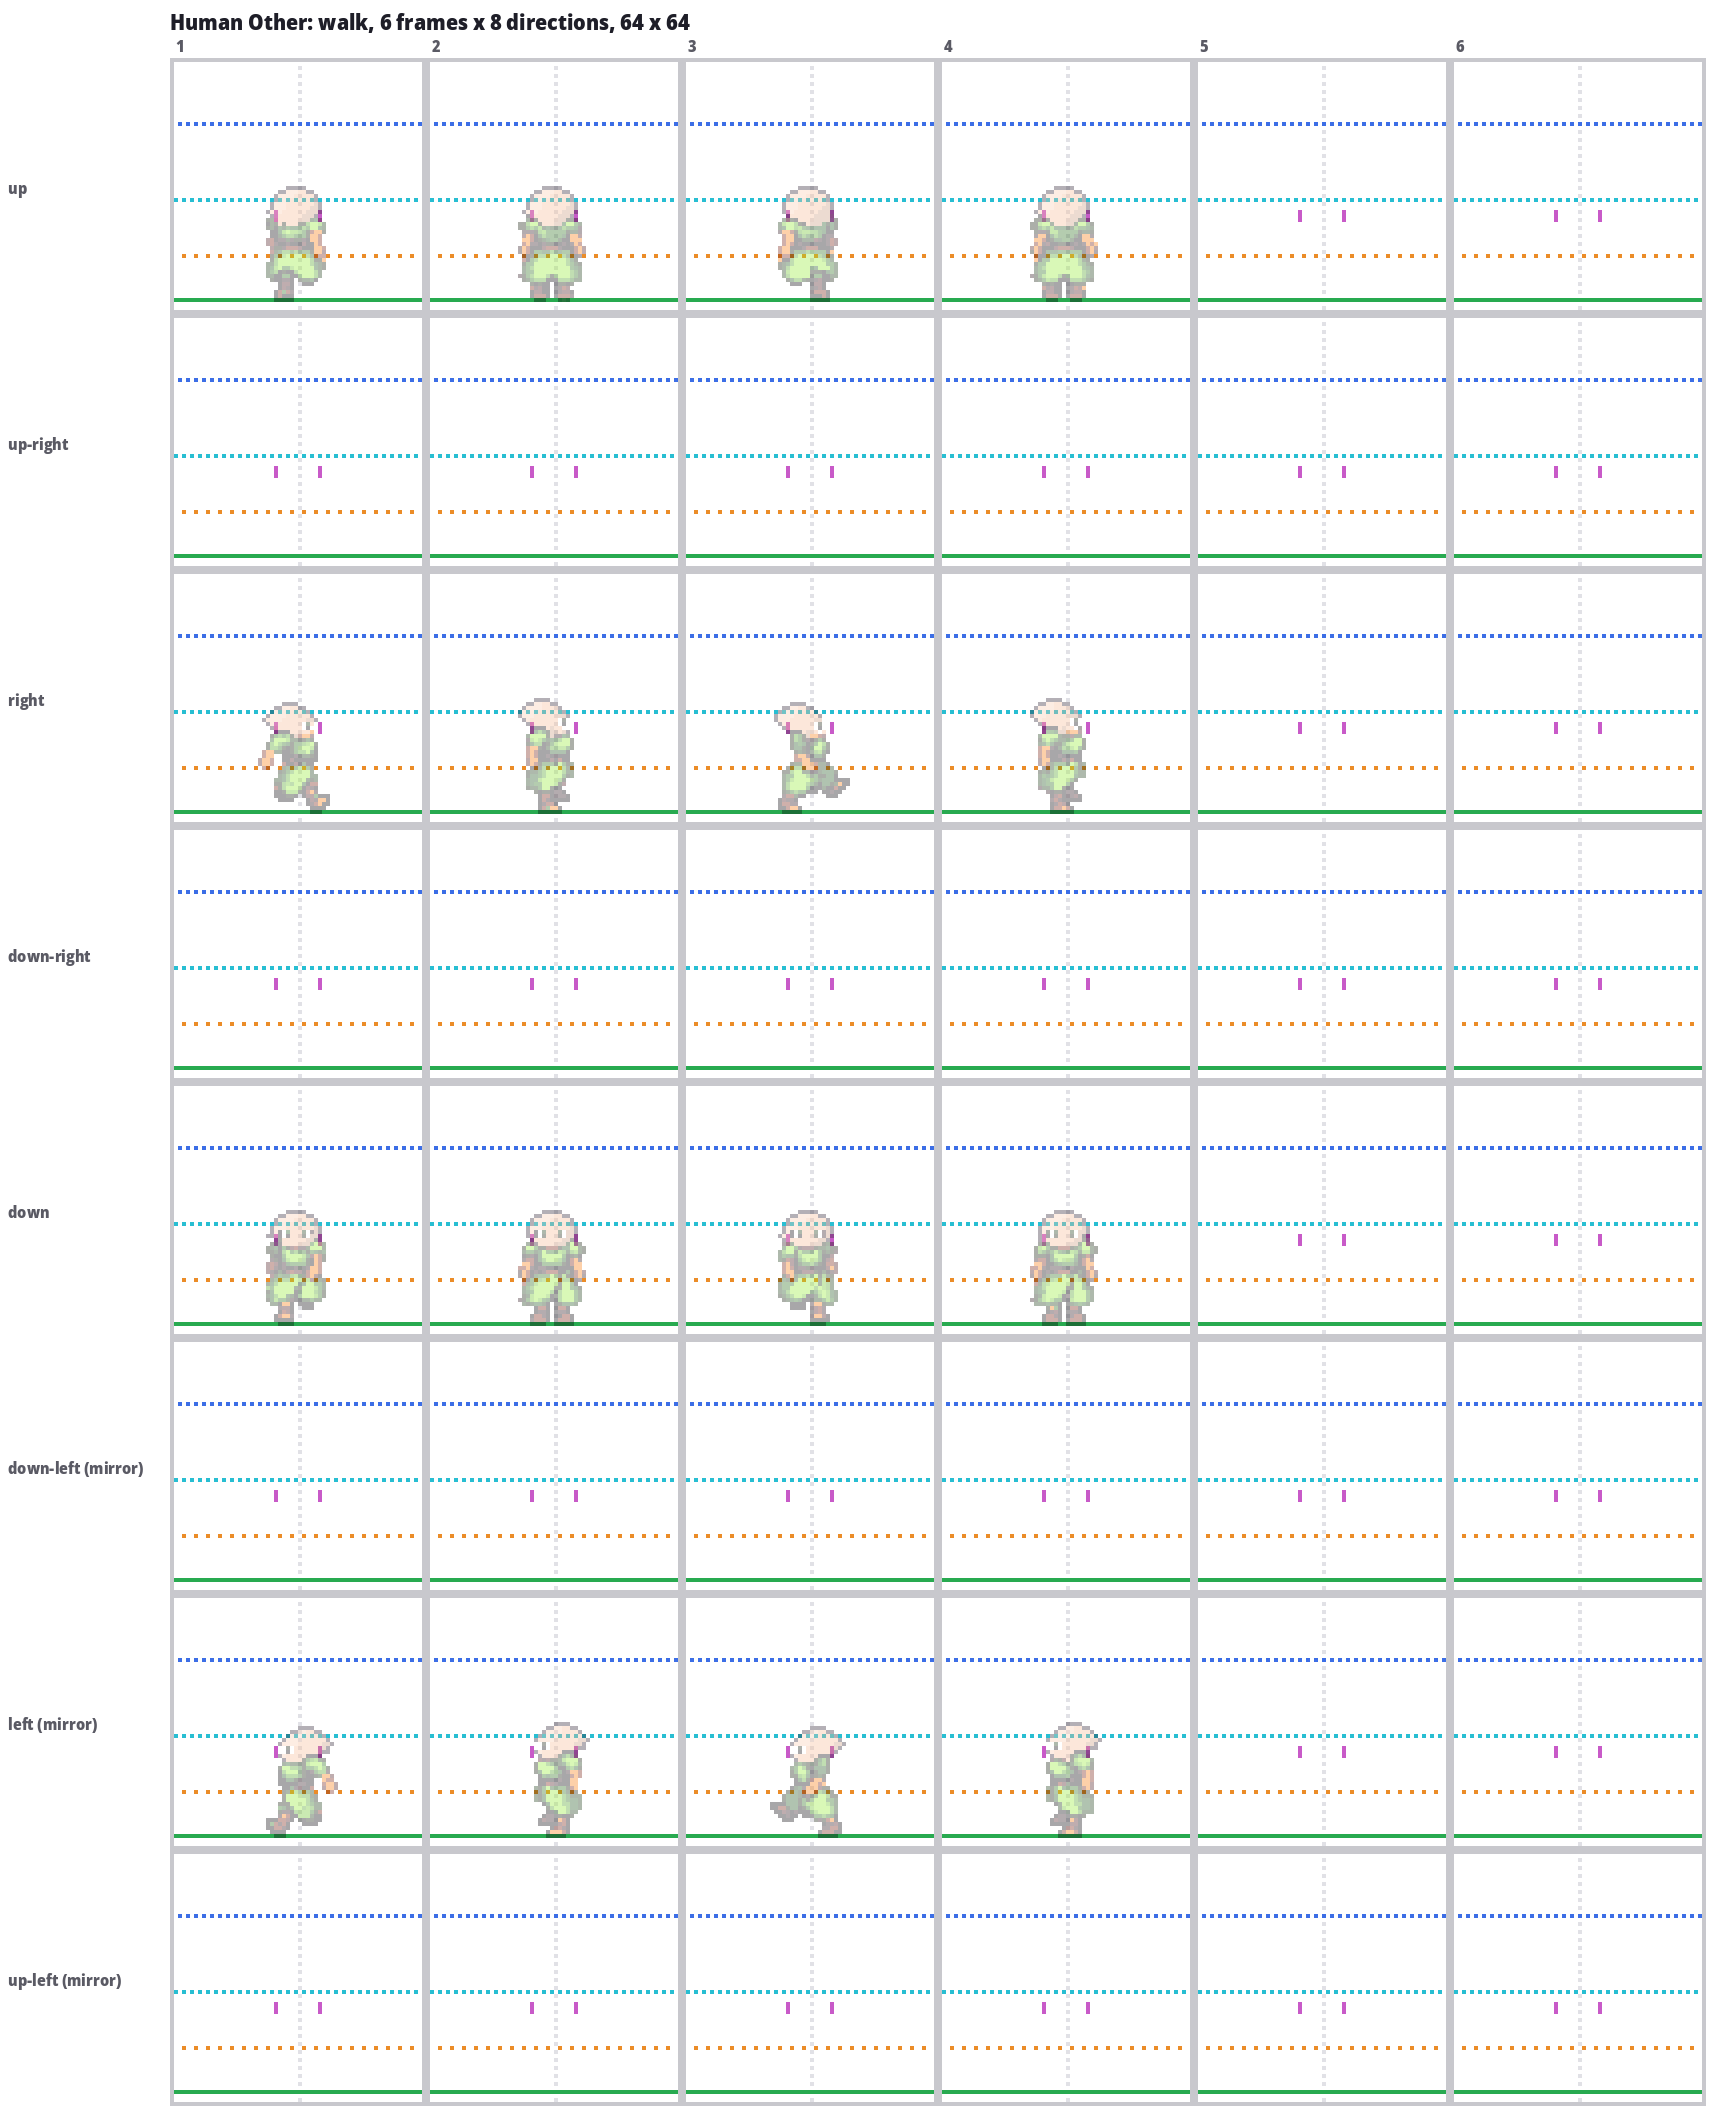 Human Other: walk, 6 frames x 8 directions, 64 x 64
1 2 3 4 5 6
up
up-right
right
down-right
down
down-left (mirror)
left (mirror)
up-left (mirror)